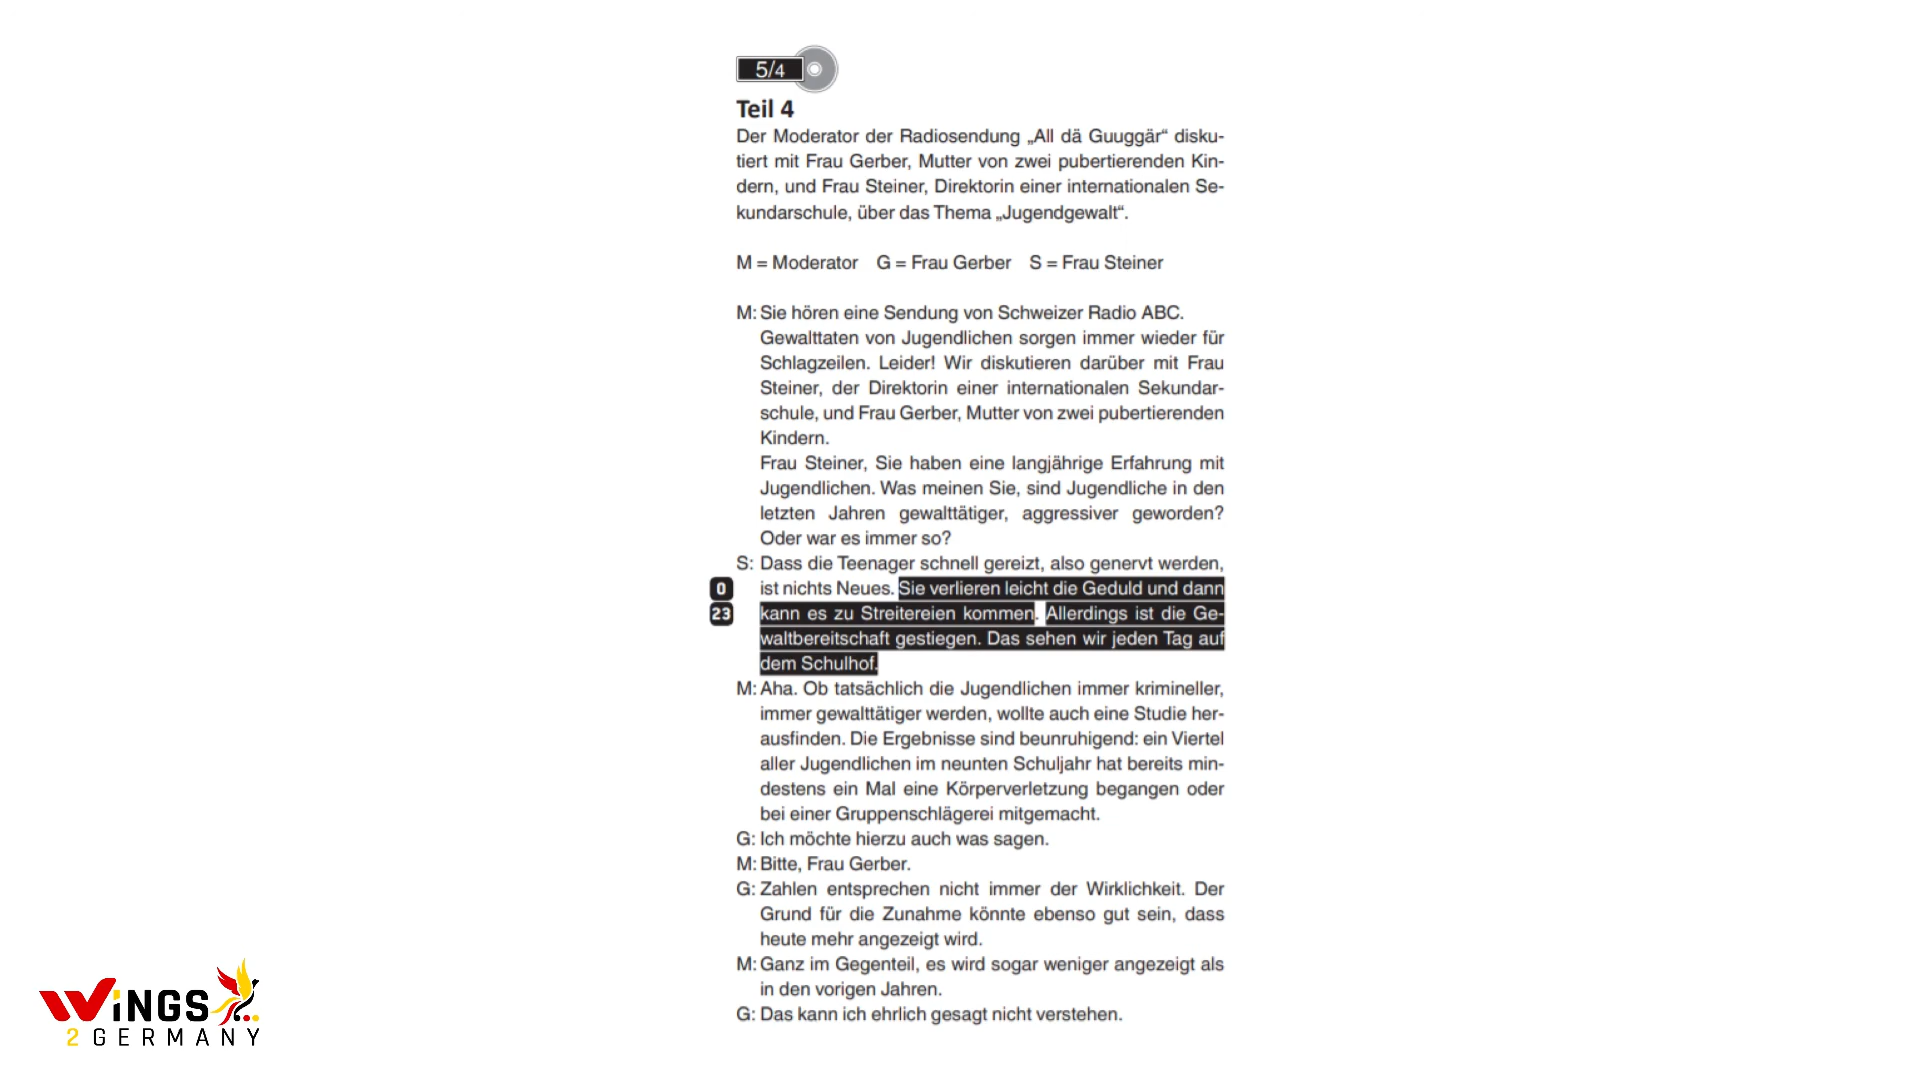 5/4
Teil 4
Der Moderator der Radiosendung „All dä Guuggär“ disku-
tiert mit Frau Gerber, Mutter von zwei pubertierenden Kin-
dern, und Frau Steiner, Direktorin einer internationalen Se-
kundarschule, über das Thema „Jugendgewalt“.
M = Moderator G = Frau Gerber S = Frau Steiner
M: Sie hören eine Sendung von Schweizer Radio ABC.
Gewalttaten von Jugendlichen sorgen immer wieder für
Schlagzeilen. Leider! Wir diskutieren darüber mit Frau
Steiner, der Direktorin einer internationalen Sekundar-
schule, und Frau Gerber, Mutter von zwei pubertierenden
Kindern.
Frau Steiner, Sie haben eine langjährige Erfahrung mit
Jugendlichen. Was meinen Sie, sind Jugendliche in den
letzten Jahren gewalttätiger, aggressiver geworden?
Oder war es immer so?
S: Dass die Teenager schnell gereizt, also genervt werden,
0 ist nichts Neues. Sie verlieren leicht die Geduld und dann
23 kann es zu Streitereien kommen. Allerdings ist die Ge-
waltbereitschaft gestiegen. Das sehen wir jeden Tag auf
dem Schulhof.
M: Aha. Ob tatsächlich die Jugendlichen immer krimineller,
immer gewalttätiger werden, wollte auch eine Studie her-
ausfinden. Die Ergebnisse sind beunruhigend: ein Viertel
aller Jugendlichen im neunten Schuljahr hat bereits min-
destens ein Mal eine Körperverletzung begangen oder
bei einer Gruppenschlägerei mitgemacht.
G: Ich möchte hierzu auch was sagen.
M: Bitte, Frau Gerber.
G: Zahlen entsprechen nicht immer der Wirklichkeit. Der
Grund für die Zunahme könnte ebenso gut sein, dass
heute mehr angezeigt wird.
M: Ganz im Gegenteil, es wird sogar weniger angezeigt als
in den vorigen Jahren.
G: Das kann ich ehrlich gesagt nicht verstehen.
WiNGS
2 GERMANY